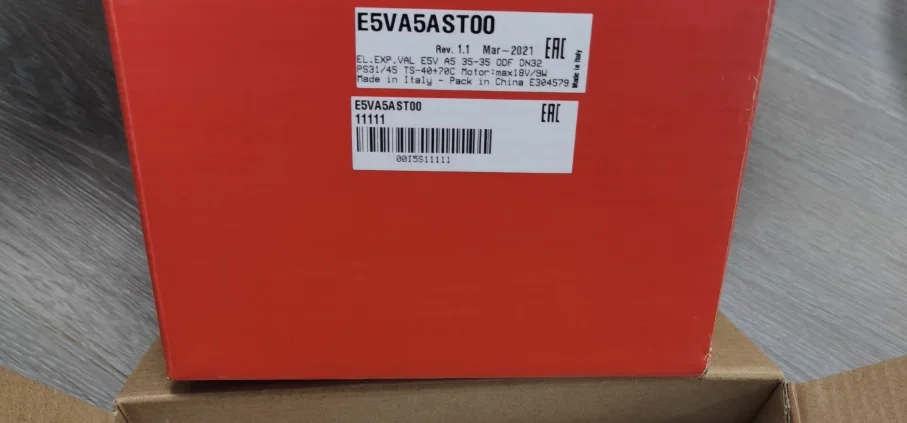 E5VA5AST00
Rev. 1.1 Mar-2021 EAC
EL.EXP.VAL E5V A5 35-35 ODF DN32
PS31/45 TS-40+70C Motor:max18V/9W
Made in Italy - Pack in China E304579
Made in Italy
E5VA5AST00 EAC
11111
00I5S11111